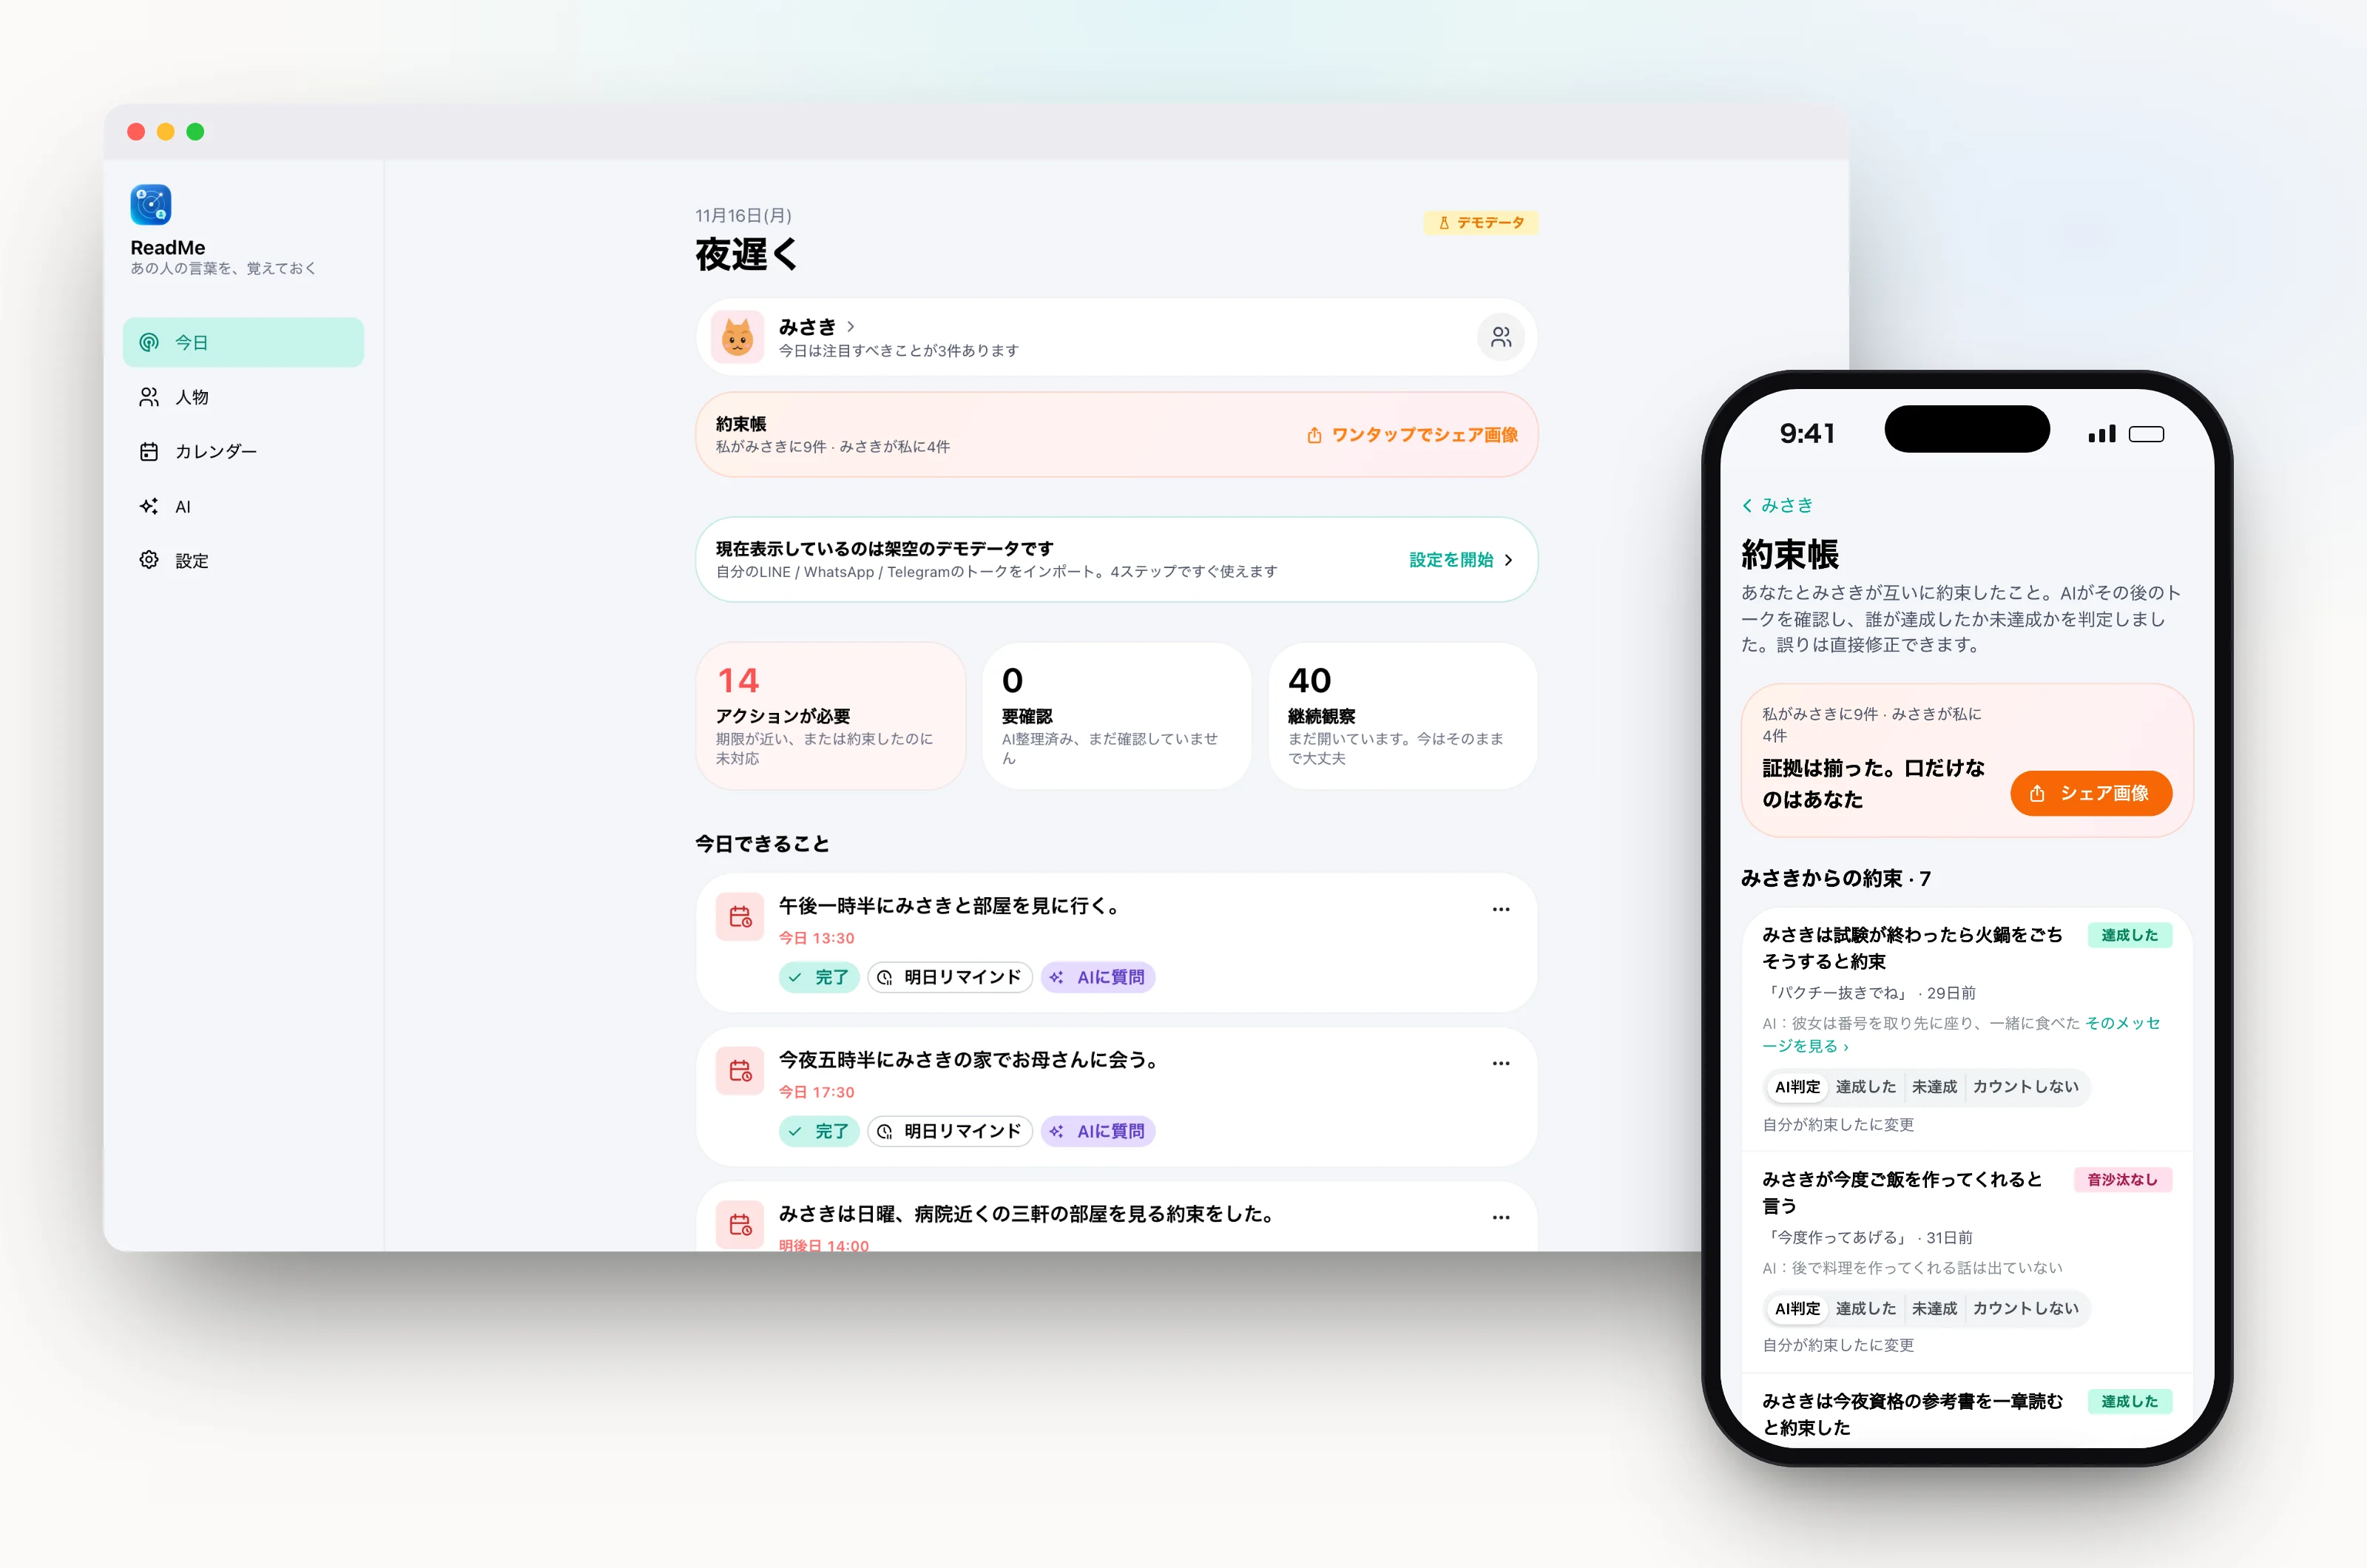 ReadMe
あの人の言葉を、覚えておく
今日
人物
カレンダー
AI
設定
11月16日(月)
夜遅く
デモデータ
みさき
今日は注目すべきことが3件あります
約束帳
私がみさきに9件 · みさきが私に4件
ワンタップでシェア画像
現在表示しているのは架空のデモデータです
自分のLINE / WhatsApp / Telegramのトークをインポート。4ステップですぐ使えます
設定を開始
14
アクションが必要
期限が近い、または約束したのに
未対応
0
要確認
AI整理済み、まだ確認していませ
ん
40
継続観察
まだ開いています。今はそのまま
で大丈夫
今日できること
午後一時半にみさきと部屋を見に行く。
今日 13:30
完了
明日リマインド
AIに質問
今夜五時半にみさきの家でお母さんに会う。
今日 17:30
完了
明日リマインド
AIに質問
みさきは日曜、病院近くの三軒の部屋を見る約束をした。
明後日 14:00
9:41
みさき
約束帳
あなたとみさきが互いに約束したこと。AIがその後のト
ークを確認し、誰が達成したか未達成かを判定しまし
た。誤りは直接修正できます。
私がみさきに9件 · みさきが私に
4件
証拠は揃った。口だけな
のはあなた
シェア画像
みさきからの約束 · 7
みさきは試験が終わったら火鍋をごち
そうすると約束
達成した
「パクチー抜きでね」 · 29日前
AI：彼女は番号を取り先に座り、一緒に食べた そのメッセ
ージを見る ›
AI判定 達成した 未達成 カウントしない
自分が約束したに変更
みさきが今度ご飯を作ってくれると
言う
音沙汰なし
「今度作ってあげる」 · 31日前
AI：後で料理を作ってくれる話は出ていない
AI判定 達成した 未達成 カウントしない
自分が約束したに変更
みさきは今夜資格の参考書を一章読む
と約束した
達成した